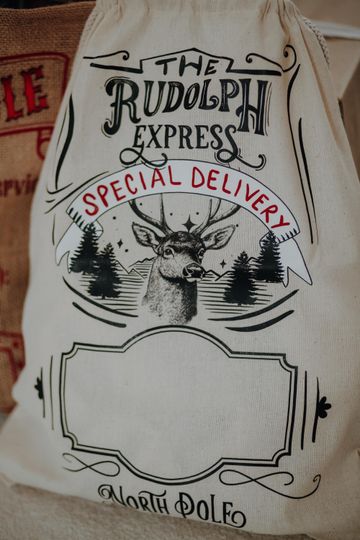 THE
RUDOLPH
EXPRESS
SPECIAL DELIVERY
NORTH POLE